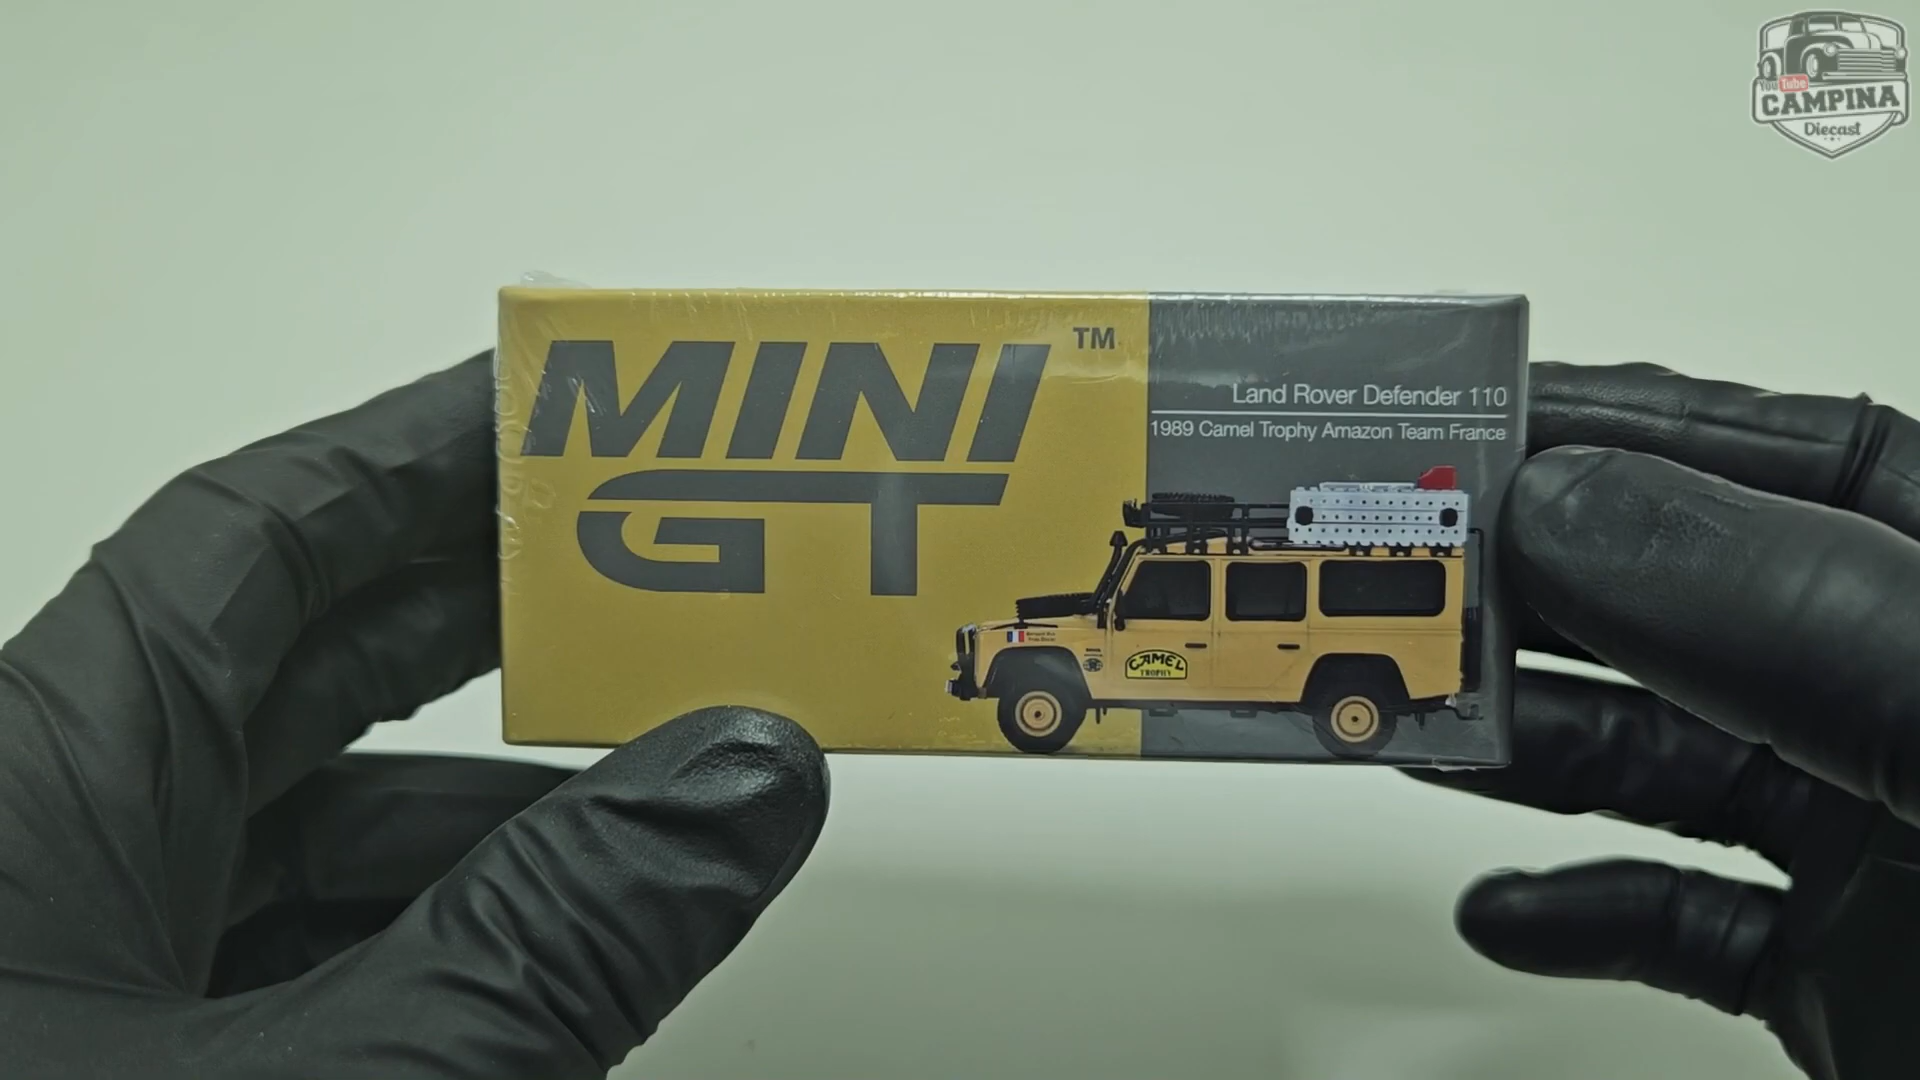 YouTube
CAMPINA
Diecast
MINI
GT
TM
Land Rover Defender 110
1989 Camel Trophy Amazon Team France
CAMEL
TROPHY